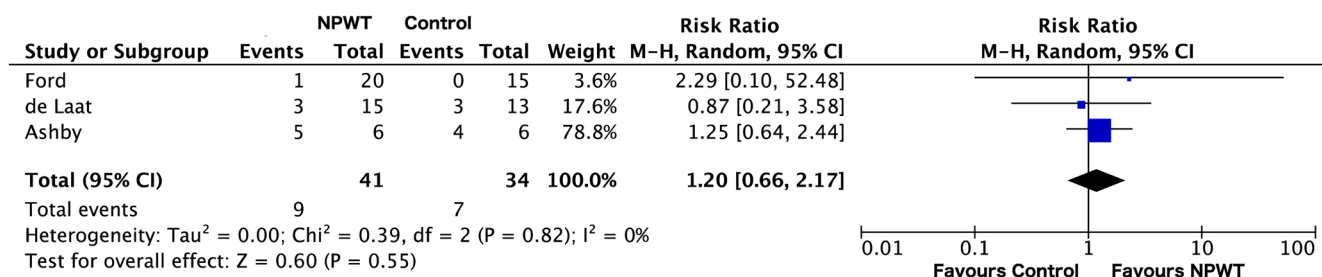 NPWT Control Risk Ratio Risk Ratio
Study or Subgroup Events Total Events Total Weight M-H, Random, 95% CI M-H, Random, 95% CI
Ford 1 20 0 15 3.6% 2.29 [0.10, 52.48]
de Laat 3 15 3 13 17.6% 0.87 [0.21, 3.58]
Ashby 5 6 4 6 78.8% 1.25 [0.64, 2.44]
Total (95% CI) 41 34 100.0% 1.20 [0.66, 2.17]
Total events 9 7
Heterogeneity: Tau² = 0.00; Chi² = 0.39, df = 2 (P = 0.82); I² = 0%
Test for overall effect: Z = 0.60 (P = 0.55)
0.01 0.1 1 10 100
Favours Control Favours NPWT